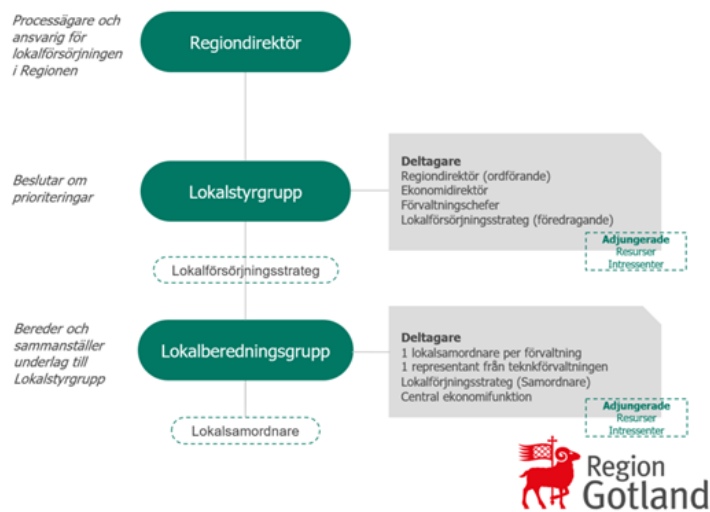 Processägare och
ansvarig för
lokalförsörjningen
i Regionen
Regiondirektör
Beslutar om
prioriteringar
Lokalstyrgrupp
Deltagare
Regiondirektör (ordförande)
Ekonomidirektör
Förvaltningschefer
Lokalförsörjningsstrateg (föredragande)
Adjungerade
Resurser
Intressenter
Lokalförsörjningsstrateg
Bereder och
sammanställer
underlag till
Lokalstyrgrupp
Lokalberedningsgrupp
Deltagare
1 lokalsamordnare per förvaltning
1 representant från teknkförvaltningen
Lokalförjningsstrateg (Samordnare)
Central ekonomifunktion
Adjungerade
Resurser
Intressenter
Lokalsamordnare
Region
Gotland